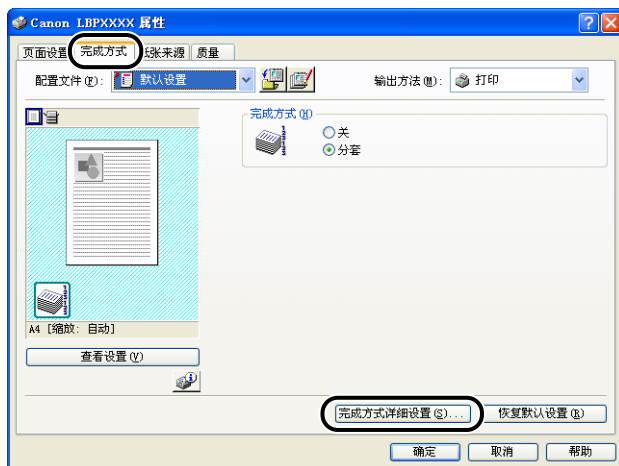 Canon LBPXXXX 属性
页面设置 完成方式 纸张来源 质量
配置文件(F): 默认设置 输出方法(M): 打印
完成方式(H)
关
分套
A4 [缩放: 自动]
查看设置(V)
完成方式详细设置(S)... 恢复默认设置(R)
确定 取消 帮助